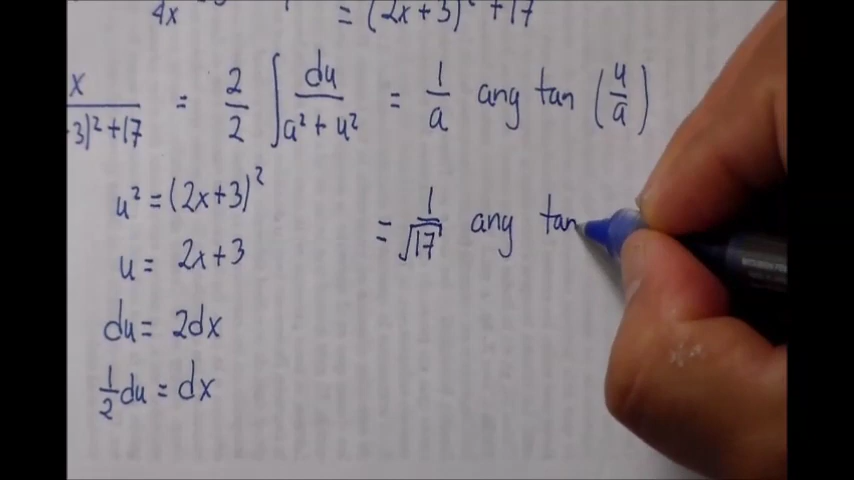 4x = (2x+3)² +17
x/3)²+17 = 2/2 ∫ du/a²+u² = 1/a ang tan (u/a)
u² = (2x+3)²
= 1/√17 ang tan
u = 2x+3
du = 2dx
1/2 du = dx